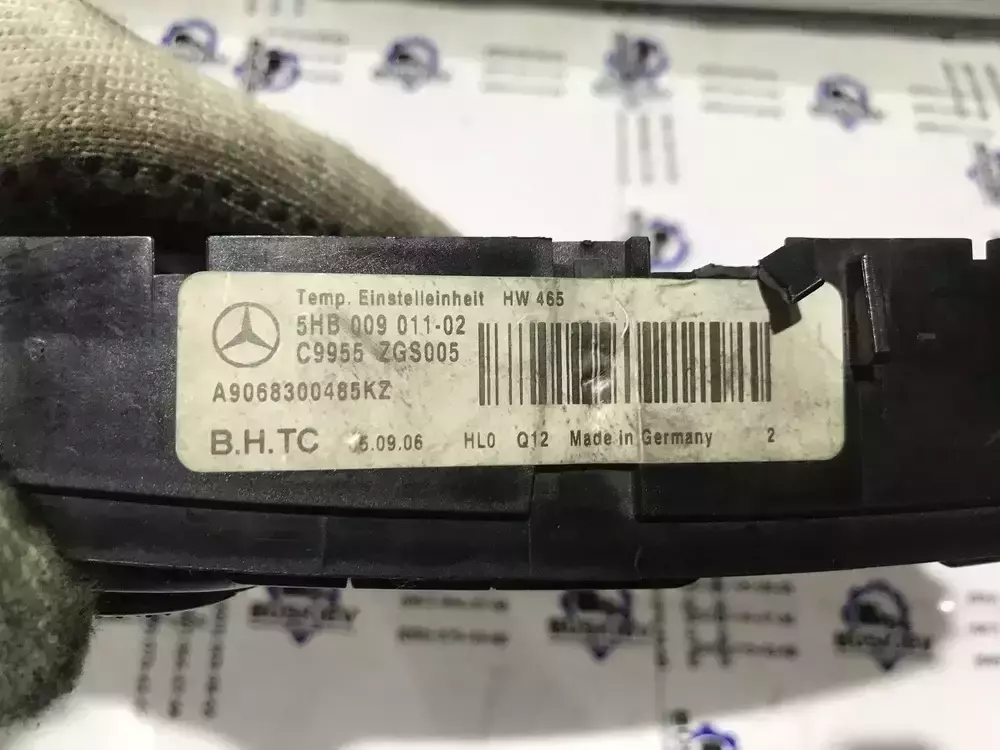 Temp. Einstelleinheit HW 465
5HB 009 011-02
C9955 ZGS005
A9068300485KZ
B.H.TC 5.09.06 HL0 Q12 Made in Germany 2